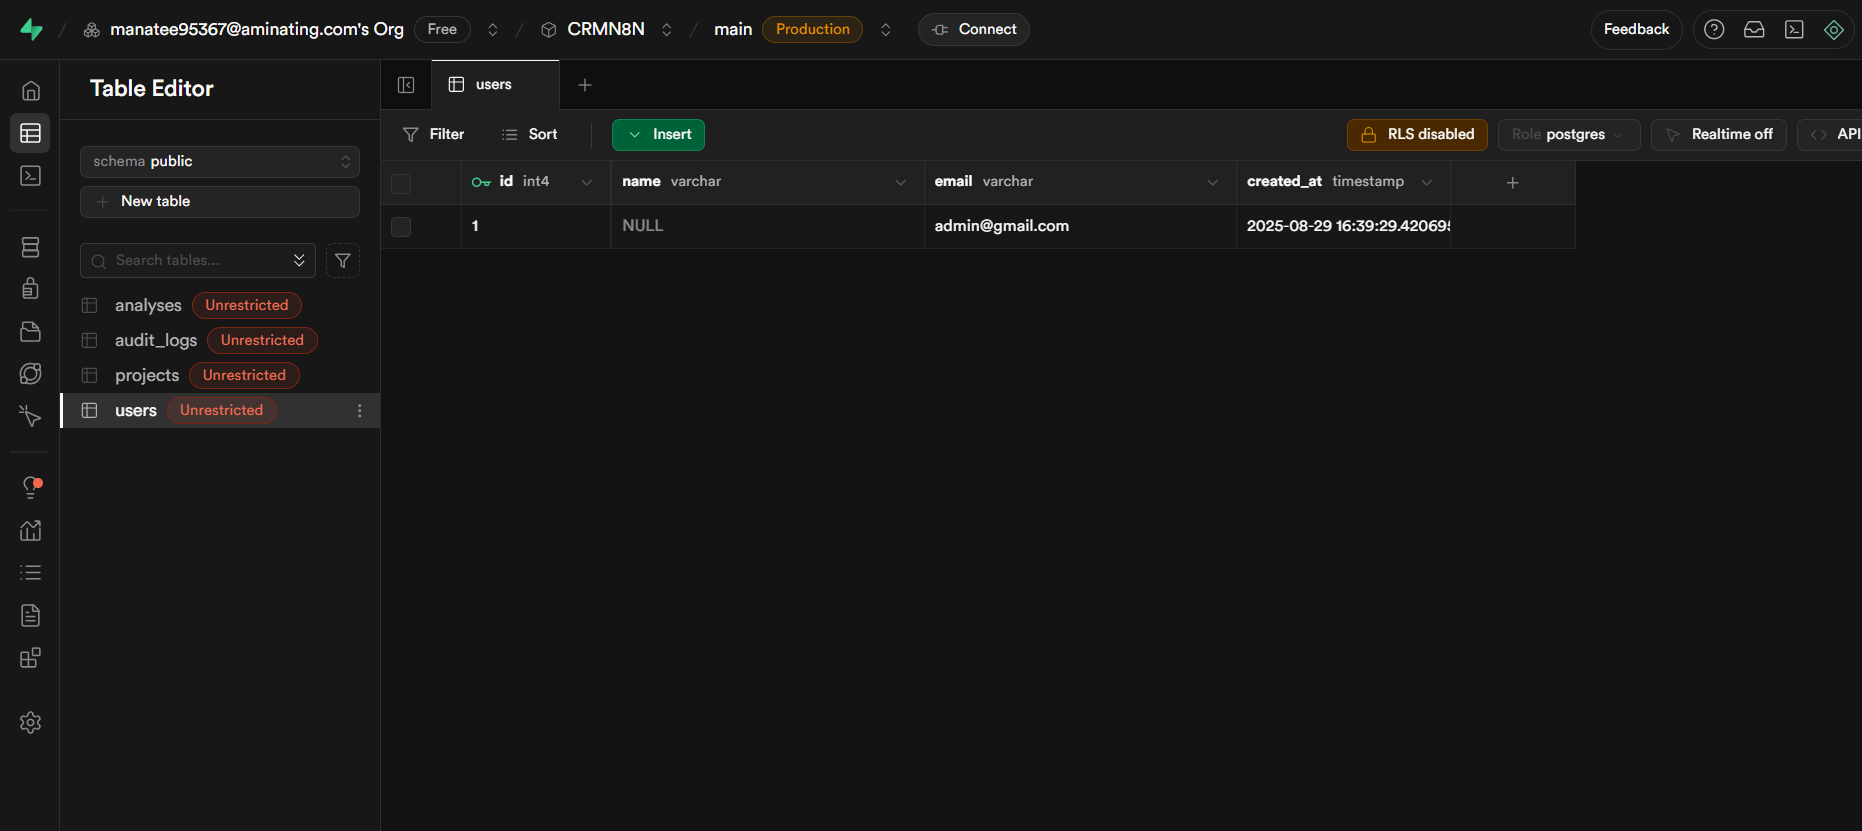 manatee95367@aminating.com's Org Free / CRMN8N / main Production Connect Feedback
Table Editor
users
Filter Sort Insert RLS disabled Role postgres Realtime off API
schema public
New table
id int4 name varchar email varchar created_at timestamp
1 NULL admin@gmail.com 2025-08-29 16:39:29.420695
Search tables...
analyses Unrestricted
audit_logs Unrestricted
projects Unrestricted
users Unrestricted